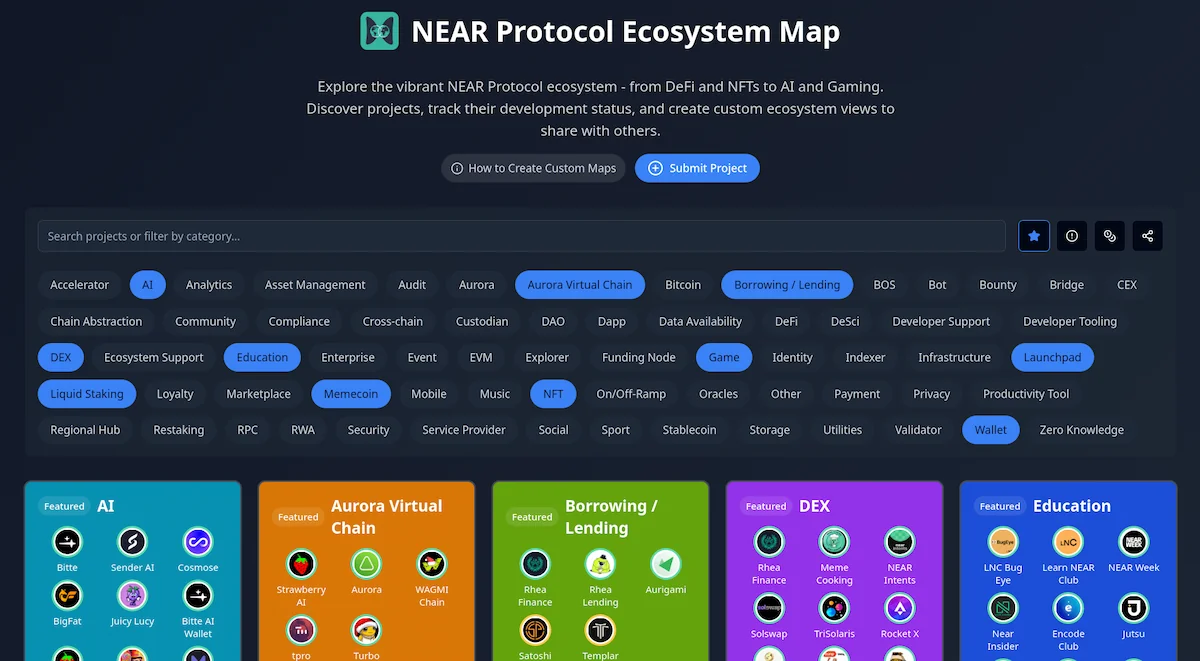 NEAR Protocol Ecosystem Map
Explore the vibrant NEAR Protocol ecosystem - from DeFi and NFTs to AI and Gaming.
Discover projects, track their development status, and create custom ecosystem views to
share with others.
How to Create Custom Maps Submit Project
Search projects or filter by category...
Accelerator AI Analytics Asset Management Audit Aurora Aurora Virtual Chain Bitcoin Borrowing / Lending BOS Bot Bounty Bridge CEX
Chain Abstraction Community Compliance Cross-chain Custodian DAO Dapp Data Availability DeFi DeSci Developer Support Developer Tooling
DEX Ecosystem Support Education Enterprise Event EVM Explorer Funding Node Game Identity Indexer Infrastructure Launchpad
Liquid Staking Loyalty Marketplace Memecoin Mobile Music NFT On/Off-Ramp Oracles Other Payment Privacy Productivity Tool
Regional Hub Restaking RPC RWA Security Service Provider Social Sport Stablecoin Storage Utilities Validator Wallet Zero Knowledge
Featured AI
Bitte Sender AI Cosmose
BigFat Juicy Lucy Bitte AI
Wallet
Featured Aurora Virtual
Chain
Strawberry
AI
Aurora
WAGMI
Chain
tpro Turbo
Featured Borrowing /
Lending
Rhea
Finance
Rhea
Lending
Aurigami
Satoshi Templar
Featured DEX
Rhea
Finance
Meme
Cooking
NEAR
Intents
Solswap TriSolaris Rocket X
Featured Education
BugEye
LNC Bug
Eye
LNC
Learn NEAR
Club
NEAR
WEEK
NEAR Week
Near
Insider
Encode
Club
Jutsu